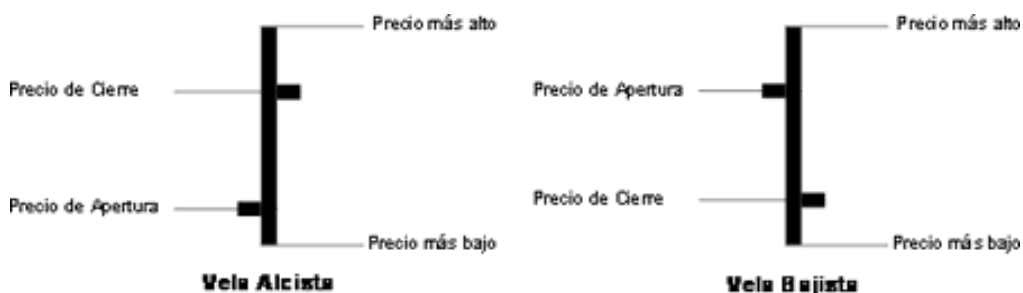 Precio más alto
Precio de Cierre
Precio de Apertura
Precio más bajo
Vela Alcista
Precio más alto
Precio de Apertura
Precio de Cierre
Precio más bajo
Vela Bajista